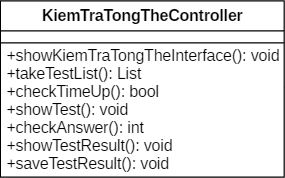 KiemTraTongTheController
+showKiemTraTongTheInterface(): void
+takeTestList(): List
+checkTimeUp(): bool
+showTest(): void
+checkAnswer(): int
+showTestResult(): void
+saveTestResult(): void